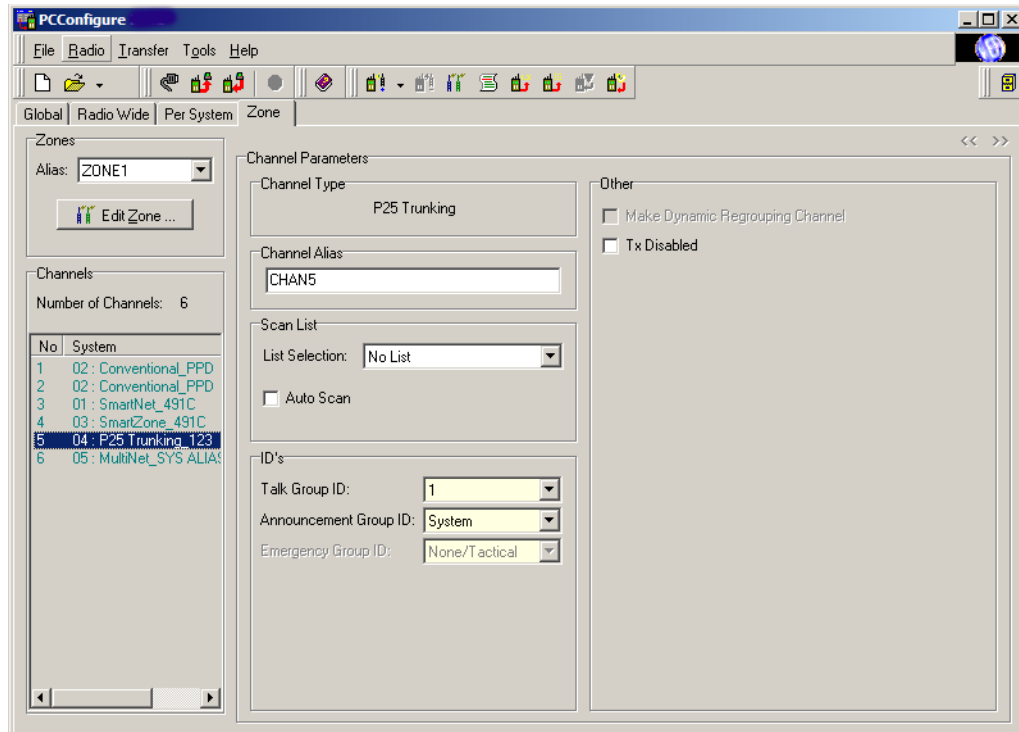 PCConfigure
File Radio Transfer Tools Help
Global Radio Wide Per System Zone
Zones
Alias: ZONE1
Edit Zone ...
Channels
Number of Channels: 6
No System
1 02 : Conventional_PPD
2 02 : Conventional_PPD
3 01 : SmartNet_491C
4 03 : SmartZone_491C
5 04 : P25 Trunking_123
6 05 : MultiNet_SYS ALIAS
<< >>
Channel Parameters
Channel Type
P25 Trunking
Channel Alias
CHAN5
Scan List
List Selection: No List
Auto Scan
ID's
Talk Group ID: 1
Announcement Group ID: System
Emergency Group ID: None/Tactical
Other
Make Dynamic Regrouping Channel
Tx Disabled